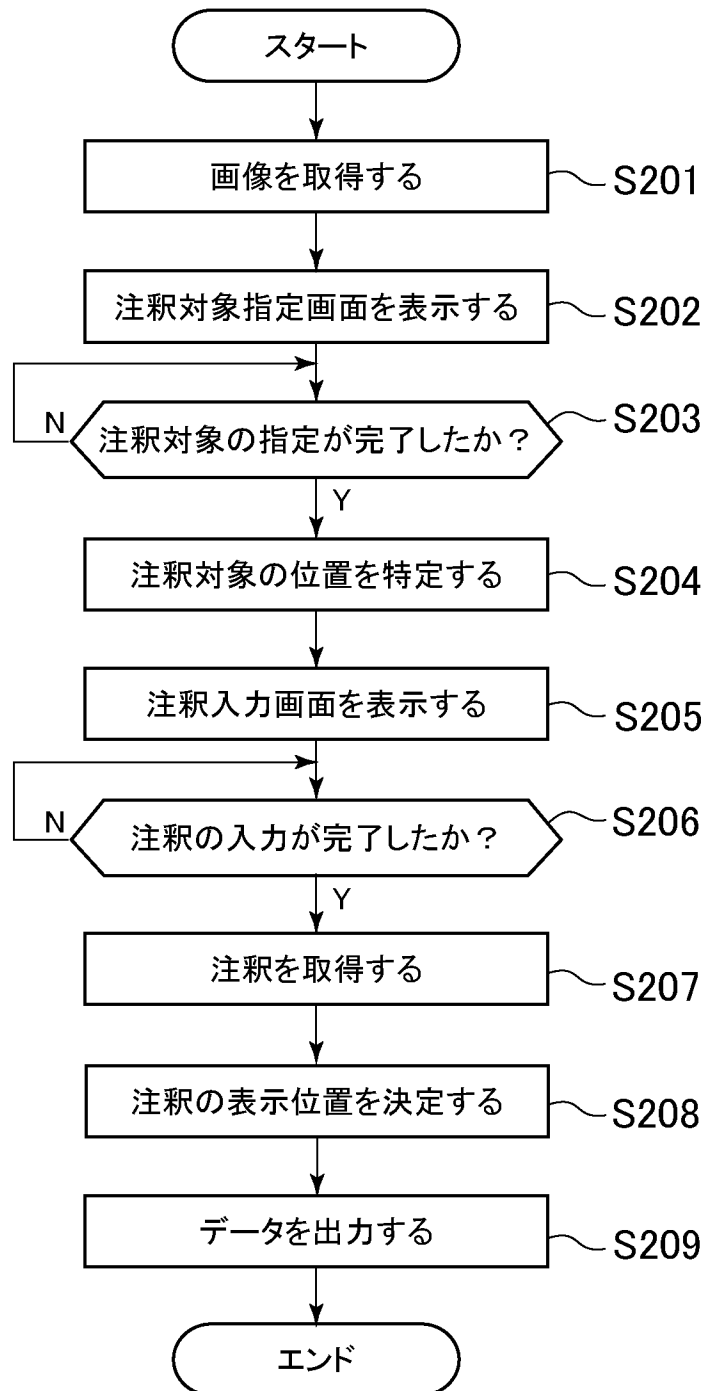 スタート
画像を取得する
S201
注釈対象指定画面を表示する
S202
注釈対象の指定が完了したか？
S203
N
Y
注釈対象の位置を特定する
S204
注釈入力画面を表示する
S205
注釈の入力が完了したか？
S206
N
Y
注釈を取得する
S207
注釈の表示位置を決定する
S208
データを出力する
S209
エンド